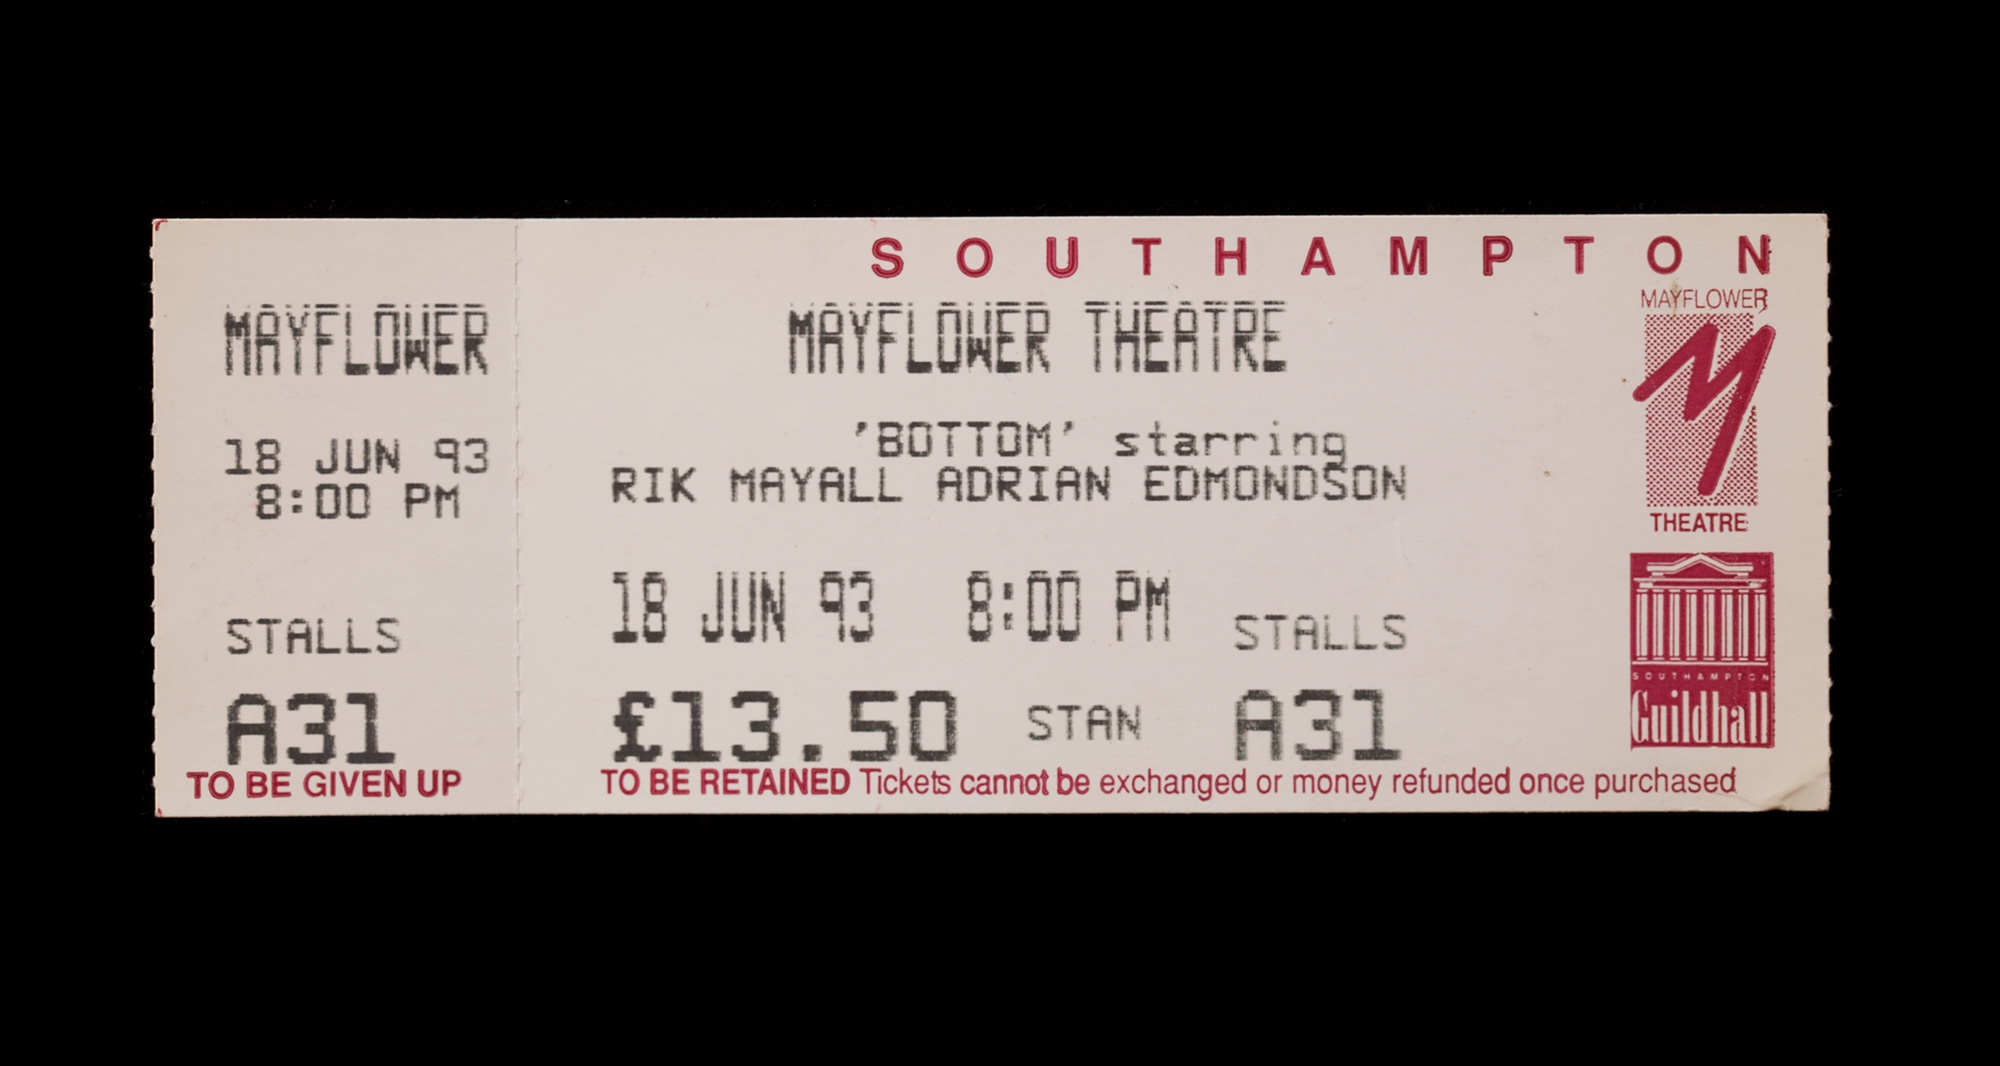 MAYFLOWER
18 JUN 93
8:00 PM
STALLS
A31
TO BE GIVEN UP
SOUTHAMPTON
MAYFLOWER THEATRE
'BOTTOM' starring
RIK MAYALL ADRIAN EDMONDSON
18 JUN 93 8:00 PM STALLS
£13.50 STAN A31
TO BE RETAINED Tickets cannot be exchanged or money refunded once purchased
MAYFLOWER
M
THEATRE
SOUTHAMPTON
Guildhall